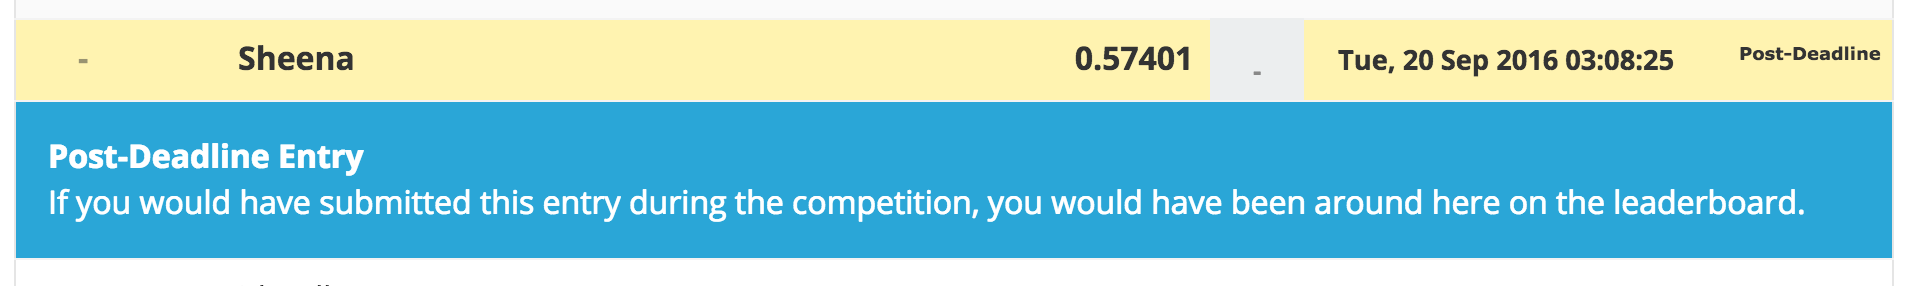 - Sheena 0.57401 - Tue, 20 Sep 2016 03:08:25 Post-Deadline
Post-Deadline Entry
If you would have submitted this entry during the competition, you would have been around here on the leaderboard.